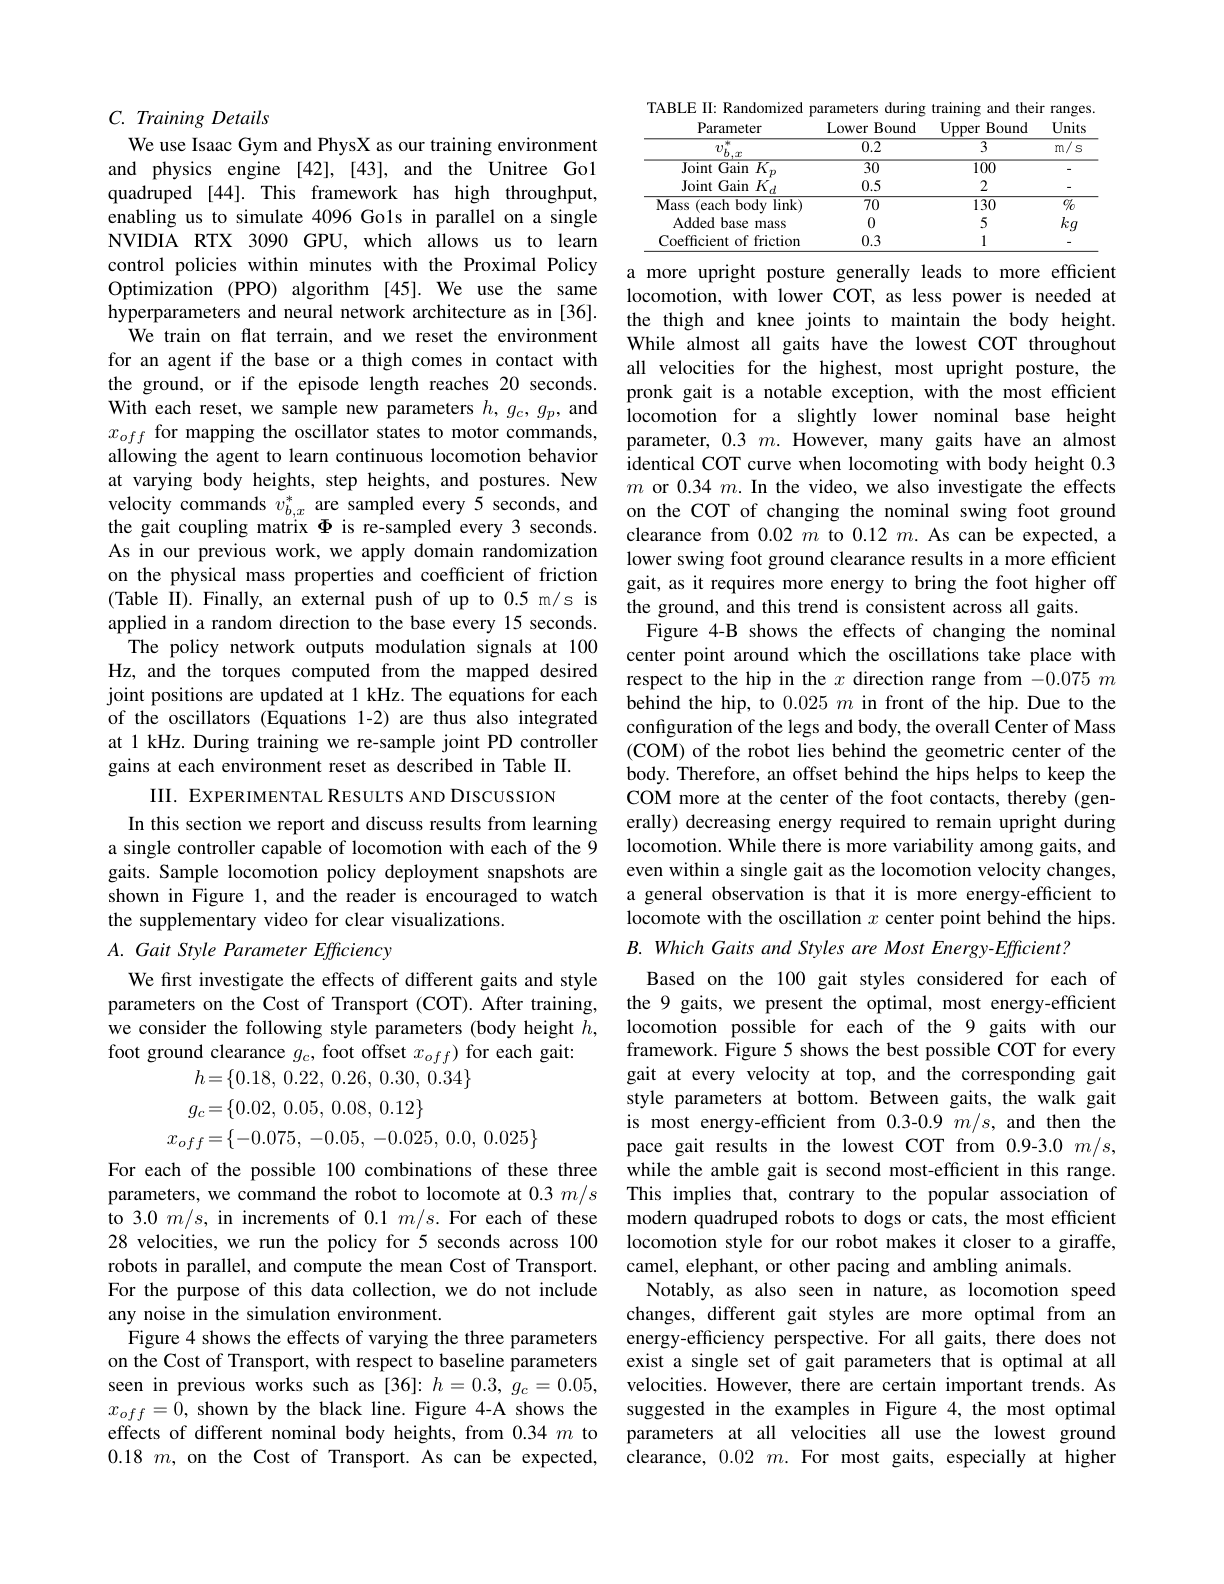 C. Training Details
We use Isaac Gym and PhysX as our training environment
and physics engine [42], [43], and the Unitree Go1
quadruped [44]. This framework has high throughput,
enabling us to simulate 4096 Go1s in parallel on a single
NVIDIA RTX 3090 GPU, which allows us to learn
control policies within minutes with the Proximal Policy
Optimization (PPO) algorithm [45]. We use the same
hyperparameters and neural network architecture as in [36].
We train on flat terrain, and we reset the environment
for an agent if the base or a thigh comes in contact with
the ground, or if the episode length reaches 20 seconds.
With each reset, we sample new parameters h, g_c, g_p, and
x_{off} for mapping the oscillator states to motor commands,
allowing the agent to learn continuous locomotion behavior
at varying body heights, step heights, and postures. New
velocity commands v^*_{b,x} are sampled every 5 seconds, and
the gait coupling matrix Φ is re-sampled every 3 seconds.
As in our previous work, we apply domain randomization
on the physical mass properties and coefficient of friction
(Table II). Finally, an external push of up to 0.5 m/s is
applied in a random direction to the base every 15 seconds.
The policy network outputs modulation signals at 100
Hz, and the torques computed from the mapped desired
joint positions are updated at 1 kHz. The equations for each
of the oscillators (Equations 1-2) are thus also integrated
at 1 kHz. During training we re-sample joint PD controller
gains at each environment reset as described in Table II.
III. EXPERIMENTAL RESULTS AND DISCUSSION
In this section we report and discuss results from learning
a single controller capable of locomotion with each of the 9
gaits. Sample locomotion policy deployment snapshots are
shown in Figure 1, and the reader is encouraged to watch
the supplementary video for clear visualizations.
A. Gait Style Parameter Efficiency
We first investigate the effects of different gaits and style
parameters on the Cost of Transport (COT). After training,
we consider the following style parameters (body height h,
foot ground clearance g_c, foot offset x_{off}) for each gait:
h = {0.18, 0.22, 0.26, 0.30, 0.34}
g_c = {0.02, 0.05, 0.08, 0.12}
x_{off} = {−0.075, −0.05, −0.025, 0.0, 0.025}
For each of the possible 100 combinations of these three
parameters, we command the robot to locomote at 0.3 m/s
to 3.0 m/s, in increments of 0.1 m/s. For each of these
28 velocities, we run the policy for 5 seconds across 100
robots in parallel, and compute the mean Cost of Transport.
For the purpose of this data collection, we do not include
any noise in the simulation environment.
Figure 4 shows the effects of varying the three parameters
on the Cost of Transport, with respect to baseline parameters
seen in previous works such as [36]: h = 0.3, g_c = 0.05,
x_{off} = 0, shown by the black line. Figure 4-A shows the
effects of different nominal body heights, from 0.34 m to
0.18 m, on the Cost of Transport. As can be expected,
TABLE II: Randomized parameters during training and their ranges.
Parameter Lower Bound Upper Bound Units
v^*_{b,x} 0.2 3 m/s
Joint Gain K_p 30 100 -
Joint Gain K_d 0.5 2 -
Mass (each body link) 70 130 %
Added base mass 0 5 kg
Coefficient of friction 0.3 1 -
a more upright posture generally leads to more efficient
locomotion, with lower COT, as less power is needed at
the thigh and knee joints to maintain the body height.
While almost all gaits have the lowest COT throughout
all velocities for the highest, most upright posture, the
pronk gait is a notable exception, with the most efficient
locomotion for a slightly lower nominal base height
parameter, 0.3 m. However, many gaits have an almost
identical COT curve when locomoting with body height 0.3
m or 0.34 m. In the video, we also investigate the effects
on the COT of changing the nominal swing foot ground
clearance from 0.02 m to 0.12 m. As can be expected, a
lower swing foot ground clearance results in a more efficient
gait, as it requires more energy to bring the foot higher off
the ground, and this trend is consistent across all gaits.
Figure 4-B shows the effects of changing the nominal
center point around which the oscillations take place with
respect to the hip in the x direction range from −0.075 m
behind the hip, to 0.025 m in front of the hip. Due to the
configuration of the legs and body, the overall Center of Mass
(COM) of the robot lies behind the geometric center of the
body. Therefore, an offset behind the hips helps to keep the
COM more at the center of the foot contacts, thereby (gen-
erally) decreasing energy required to remain upright during
locomotion. While there is more variability among gaits, and
even within a single gait as the locomotion velocity changes,
a general observation is that it is more energy-efficient to
locomote with the oscillation x center point behind the hips.
B. Which Gaits and Styles are Most Energy-Efficient?
Based on the 100 gait styles considered for each of
the 9 gaits, we present the optimal, most energy-efficient
locomotion possible for each of the 9 gaits with our
framework. Figure 5 shows the best possible COT for every
gait at every velocity at top, and the corresponding gait
style parameters at bottom. Between gaits, the walk gait
is most energy-efficient from 0.3-0.9 m/s, and then the
pace gait results in the lowest COT from 0.9-3.0 m/s,
while the amble gait is second most-efficient in this range.
This implies that, contrary to the popular association of
modern quadruped robots to dogs or cats, the most efficient
locomotion style for our robot makes it closer to a giraffe,
camel, elephant, or other pacing and ambling animals.
Notably, as also seen in nature, as locomotion speed
changes, different gait styles are more optimal from an
energy-efficiency perspective. For all gaits, there does not
exist a single set of gait parameters that is optimal at all
velocities. However, there are certain important trends. As
suggested in the examples in Figure 4, the most optimal
parameters at all velocities all use the lowest ground
clearance, 0.02 m. For most gaits, especially at higher